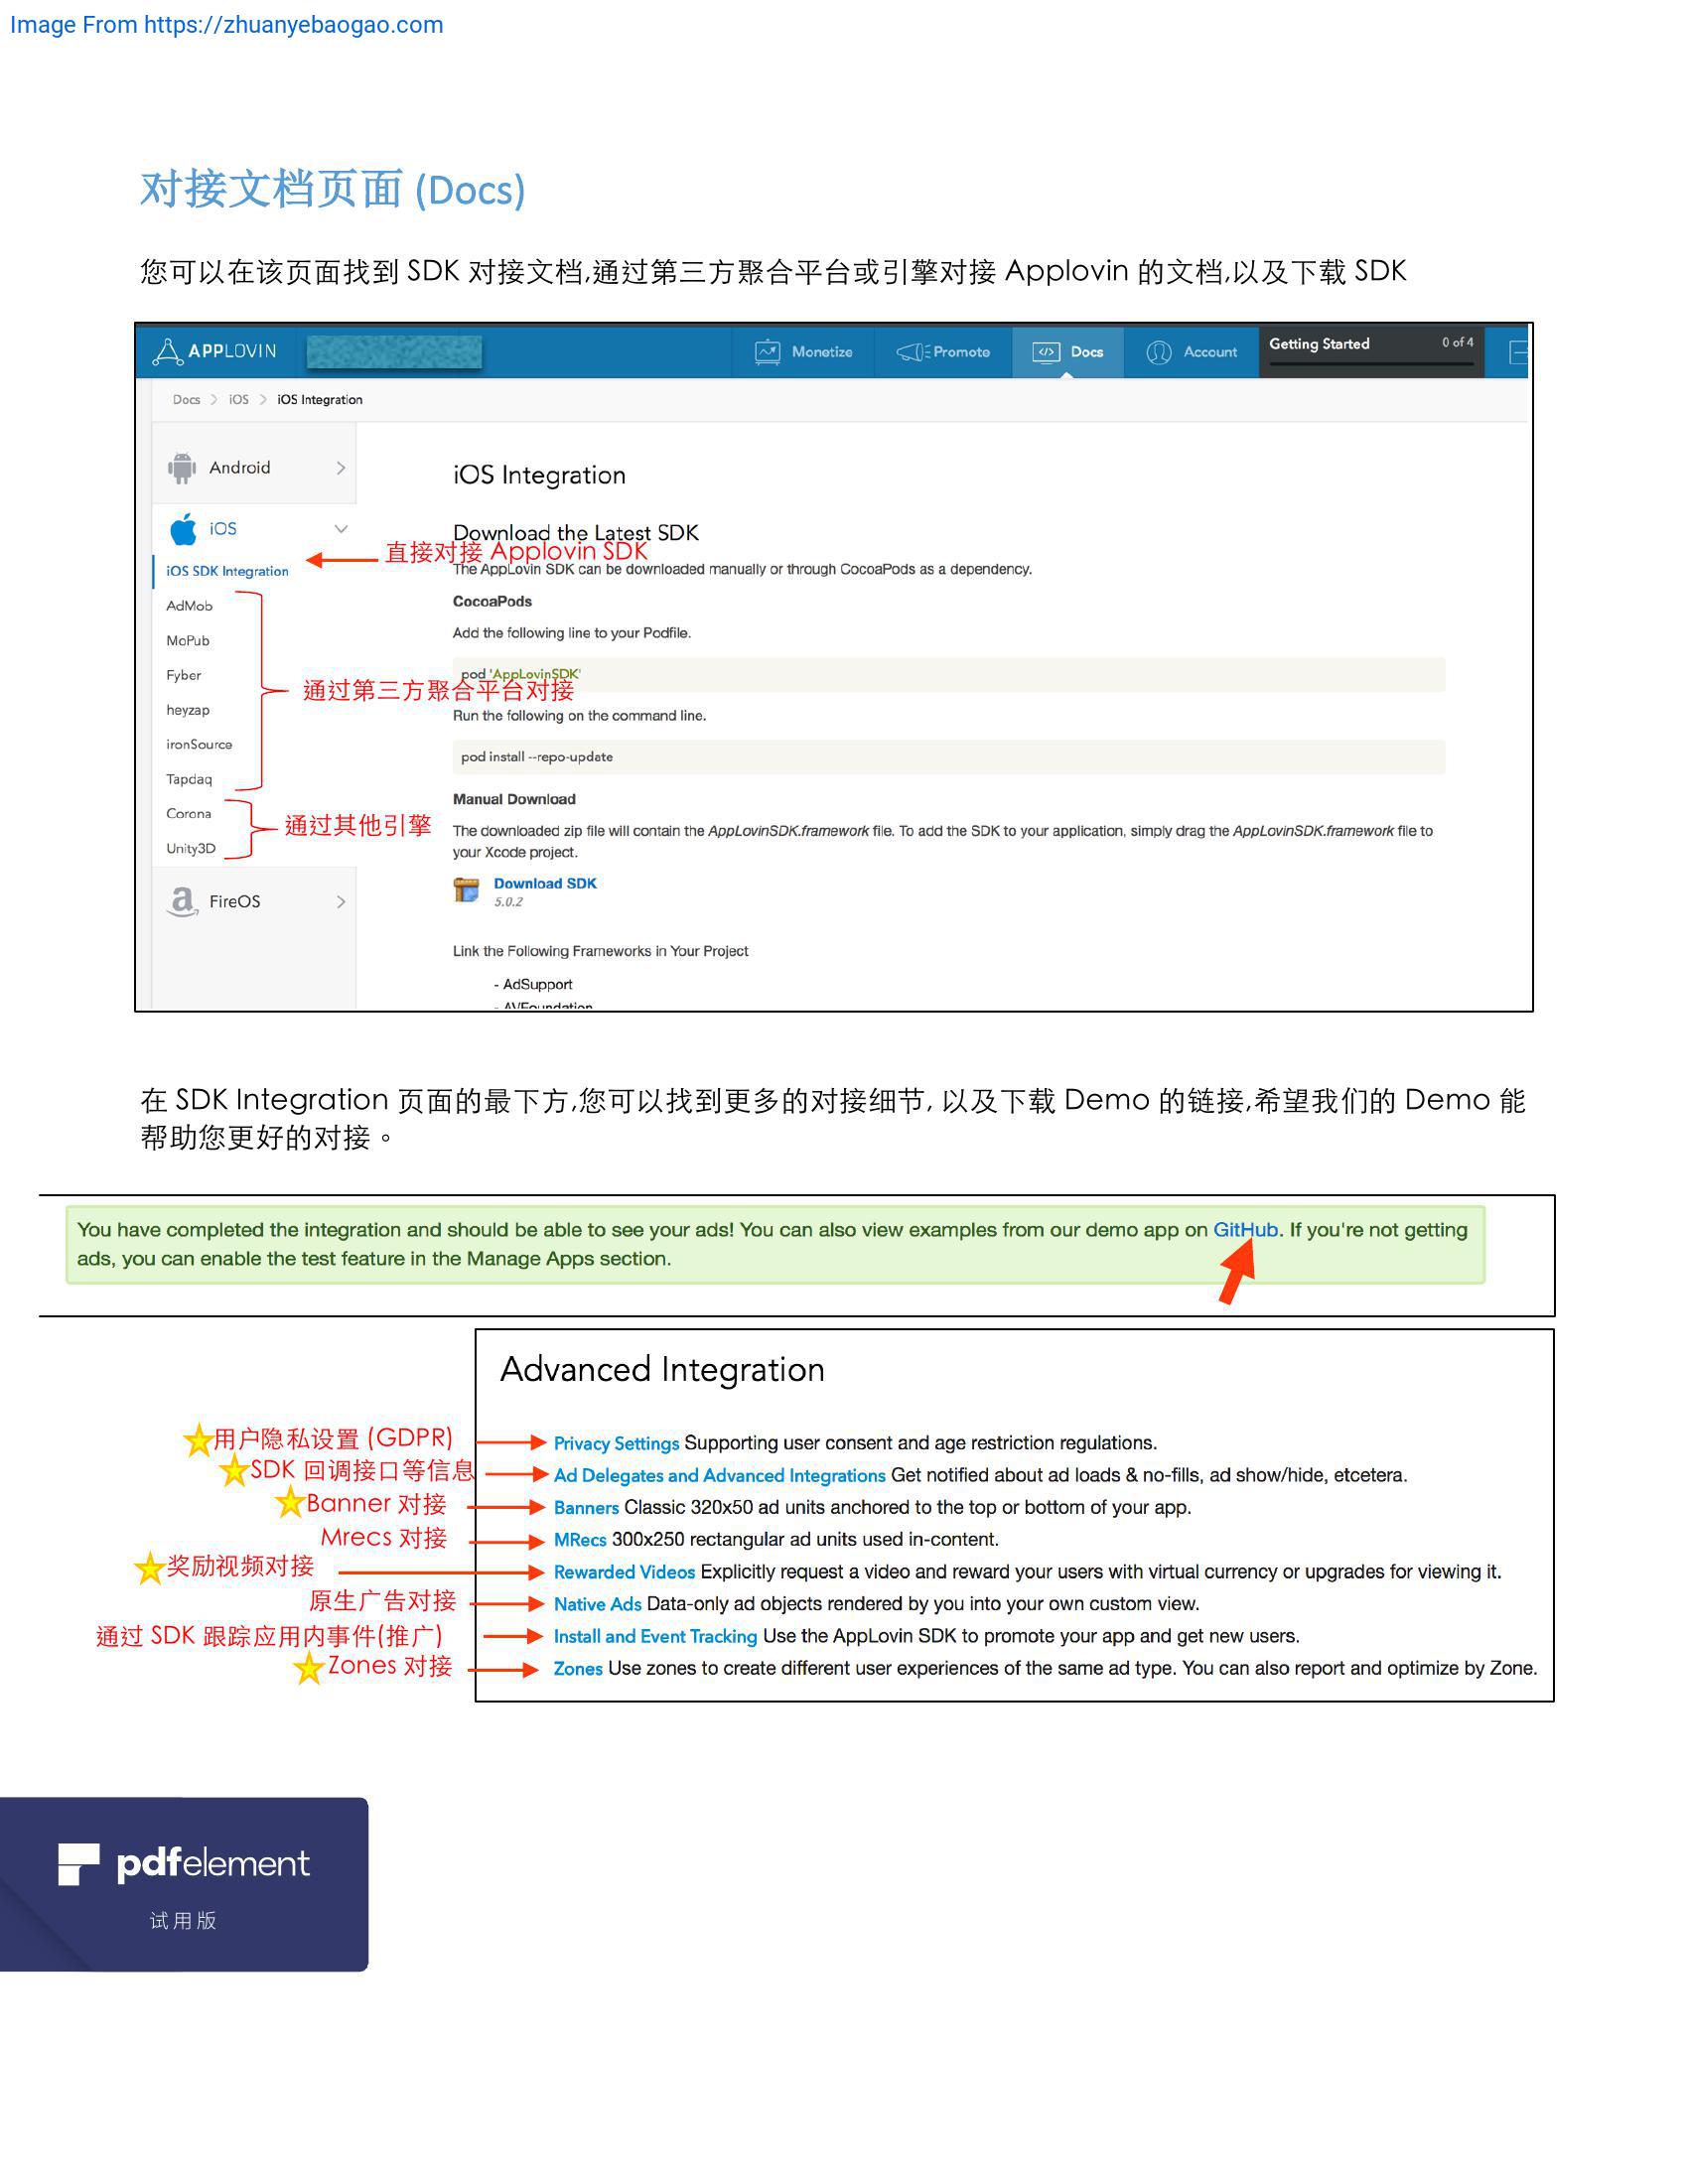 Image From https://zhuanyebaogao.com
对接文档页面 (Docs)
您可以在该页面找到 SDK 对接文档,通过第三方聚合平台或引擎对接 Applovin 的文档,以及下载 SDK
APPLOVIN
Monetize
Promote
Docs
Account
Getting Started
0 of 4
Docs > iOS > iOS Integration
Android
iOS
iOS SDK Integration
AdMob
MoPub
Fyber
heyzap
ironSource
Tapdaq
Corona
Unity3D
FireOS
直接对接 Applovin SDK
通过第三方聚合平台对接
通过其他引擎
iOS Integration
Download the Latest SDK
The AppLovin SDK can be downloaded manually or through CocoaPods as a dependency.
CocoaPods
Add the following line to your Podfile.
pod 'AppLovinSDK'
Run the following on the command line.
pod install --repo-update
Manual Download
The downloaded zip file will contain the AppLovinSDK.framework file. To add the SDK to your application, simply drag the AppLovinSDK.framework file to
your Xcode project.
Download SDK
5.0.2
Link the Following Frameworks in Your Project
- AdSupport
- AVFoundation
在 SDK Integration 页面的最下方,您可以找到更多的对接细节, 以及下载 Demo 的链接,希望我们的 Demo 能
帮助您更好的对接。
You have completed the integration and should be able to see your ads! You can also view examples from our demo app on GitHub. If you're not getting
ads, you can enable the test feature in the Manage Apps section.
Advanced Integration
用户隐私设置 (GDPR)
Privacy Settings Supporting user consent and age restriction regulations.
SDK 回调接口等信息
Ad Delegates and Advanced Integrations Get notified about ad loads & no-fills, ad show/hide, etcetera.
Banner 对接
Banners Classic 320x50 ad units anchored to the top or bottom of your app.
Mrecs 对接
MRecs 300x250 rectangular ad units used in-content.
奖励视频对接
Rewarded Videos Explicitly request a video and reward your users with virtual currency or upgrades for viewing it.
原生广告对接
Native Ads Data-only ad objects rendered by you into your own custom view.
通过 SDK 跟踪应用内事件(推广)
Install and Event Tracking Use the AppLovin SDK to promote your app and get new users.
Zones 对接
Zones Use zones to create different user experiences of the same ad type. You can also report and optimize by Zone.
pdfelement
试用版